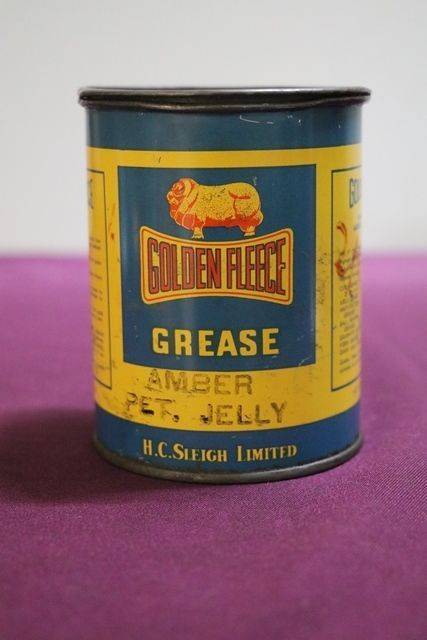 GOLDEN FLEECE
GREASE
AMBER
PET. JELLY
H.C. SLEIGH LIMITED